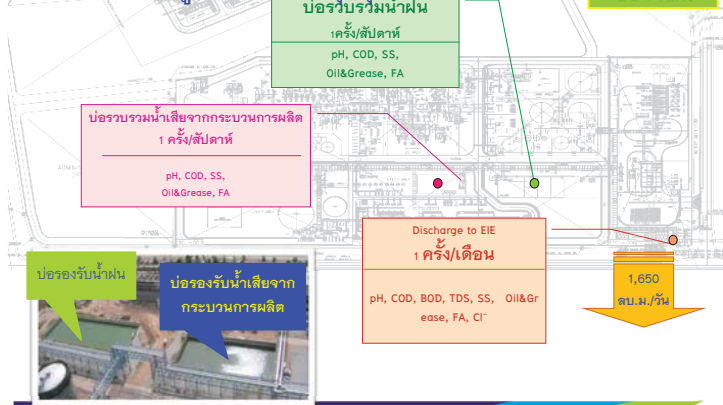 บ่อรวบรวมน้ำฝน
1ครั้ง/สัปดาห์
pH, COD, SS,
Oil&Grease, FA
บ่อรวบรวมน้ำเสียจากกระบวนการผลิต
1 ครั้ง/สัปดาห์
pH, COD, SS,
Oil&Grease, FA
Discharge to EIE
1 ครั้ง/เดือน
pH, COD, BOD, TDS, SS, Oil&Gr
ease, FA, Cl⁻
1,650
ลบ.ม./วัน
บ่อรองรับน้ำฝน
บ่อรองรับน้ำเสียจาก
กระบวนการผลิต